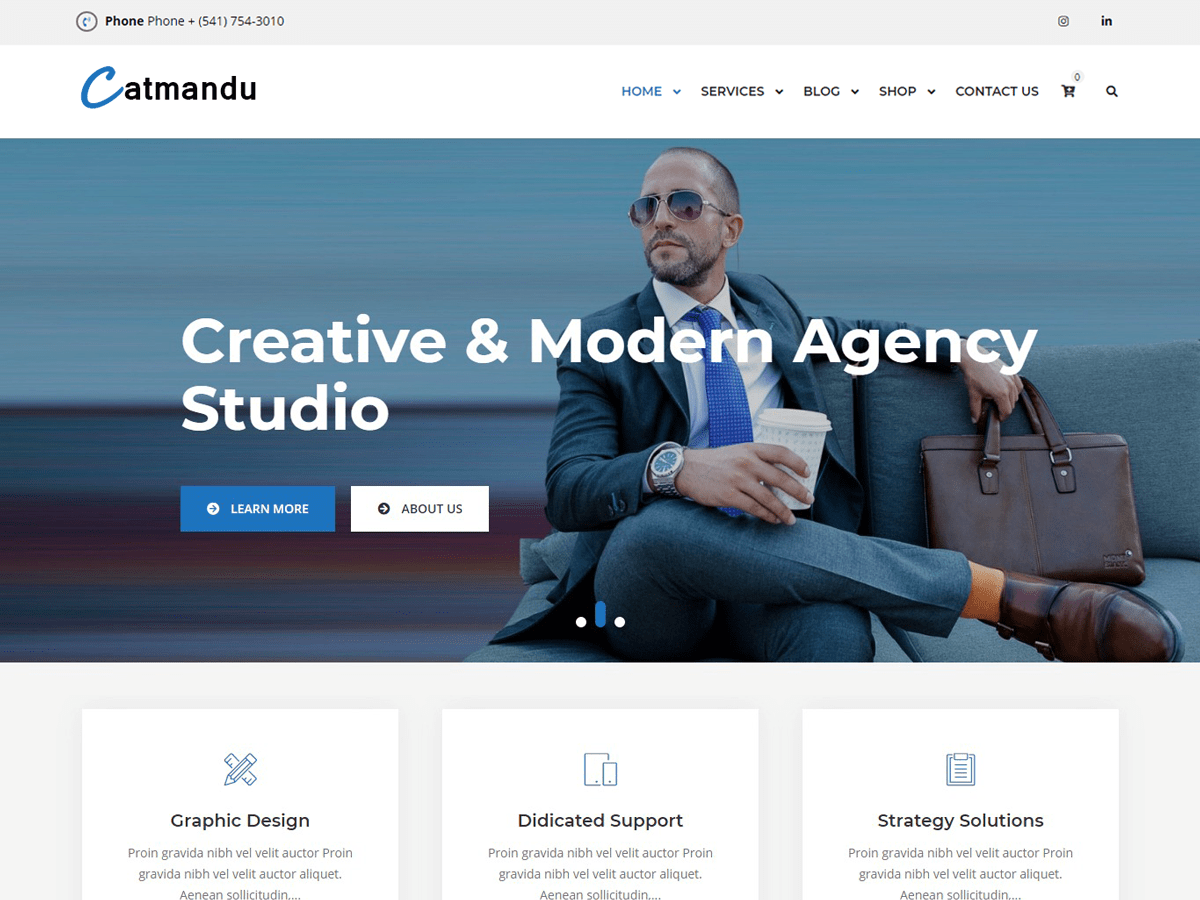 Phone Phone + (541) 754-3010
Catmandu
HOME SERVICES BLOG SHOP CONTACT US 0
Creative & Modern Agency
Studio
LEARN MORE ABOUT US
Graphic Design
Proin gravida nibh vel velit auctor Proin
gravida nibh vel velit auctor aliquet.
Aenean sollicitudin....
Didicated Support
Proin gravida nibh vel velit auctor Proin
gravida nibh vel velit auctor aliquet.
Aenean sollicitudin....
Strategy Solutions
Proin gravida nibh vel velit auctor Proin
gravida nibh vel velit auctor aliquet.
Aenean sollicitudin....